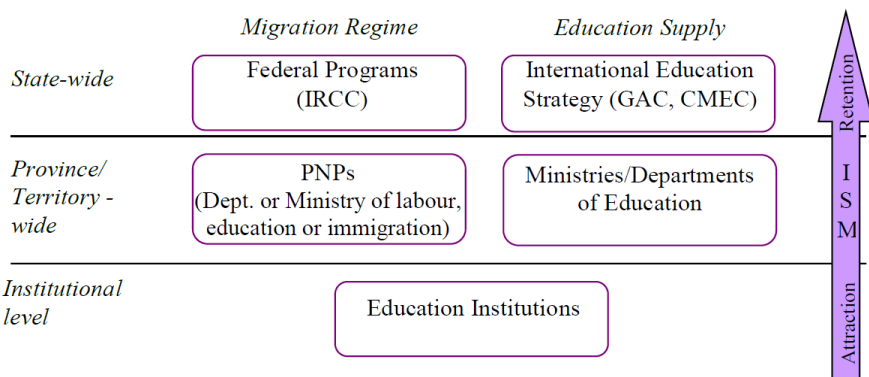 Migration Regime
Education Supply
State-wide
Federal Programs
(IRCC)
International Education
Strategy (GAC, CMEC)
Retention
Province/
Territory -
wide
PNPs
(Dept. or Ministry of labour,
education or immigration)
Ministries/Departments
of Education
I
S
M
Institutional
level
Education Institutions
Attraction